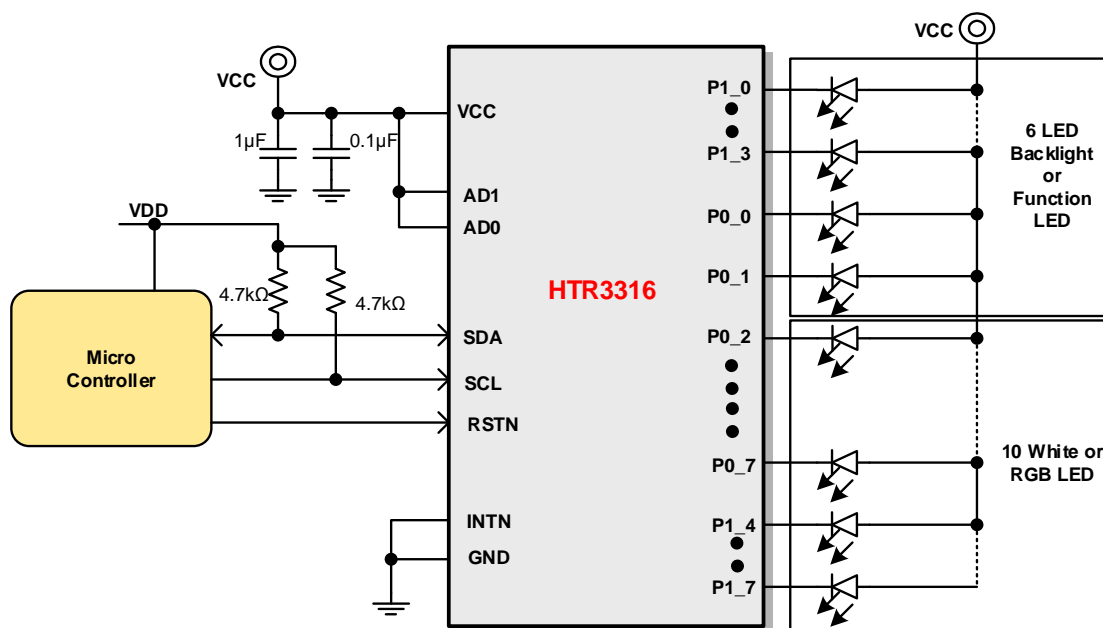 VCC
VCC
1µF
0.1µF
VDD
4.7kΩ
4.7kΩ
Micro
Controller
VCC
AD1
AD0
SDA
SCL
RSTN
INTN
GND
HTR3316
P1_0
P1_3
P0_0
P0_1
P0_2
P0_7
P1_4
P1_7
6 LED
Backlight
or
Function
LED
10 White or
RGB LED